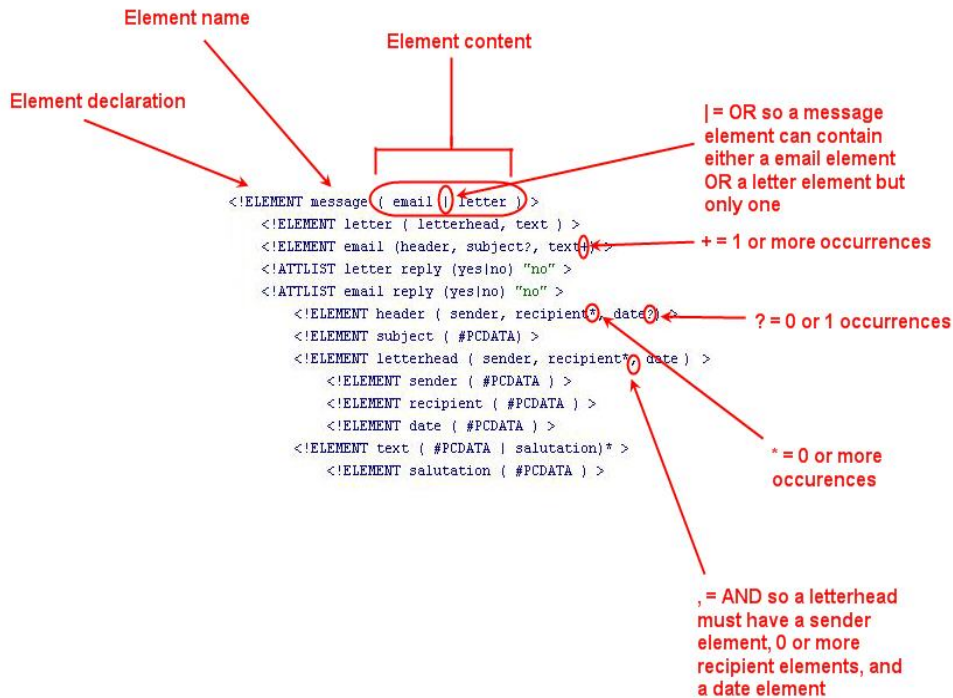 Element name
Element content
Element declaration
| = OR so a message
element can contain
either a email element
OR a letter element but
only one
<!ELEMENT message ( email | letter ) >
<!ELEMENT letter ( letterhead, text ) >
<!ELEMENT email (header, subject?, text+) >
+ = 1 or more occurrences
<!ATTLIST letter reply (yes|no) "no" >
<!ATTLIST email reply (yes|no) "no" >
<!ELEMENT header ( sender, recipient*, date?) >
? = 0 or 1 occurrences
<!ELEMENT subject ( #PCDATA) >
<!ELEMENT letterhead ( sender, recipient*, date ) >
<!ELEMENT sender ( #PCDATA ) >
<!ELEMENT recipient ( #PCDATA ) >
<!ELEMENT date ( #PCDATA ) >
<!ELEMENT text ( #PCDATA | salutation)* >
<!ELEMENT salutation ( #PCDATA ) >
* = 0 or more
occurences
, = AND so a letterhead
must have a sender
element, 0 or more
recipient elements, and
a date element